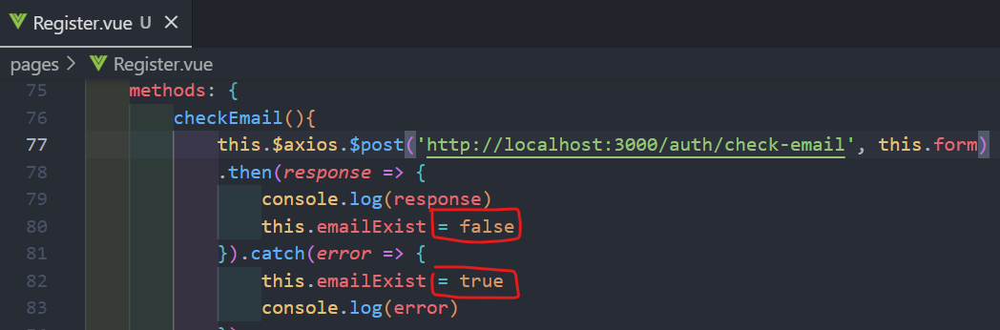 Register.vue U ×
pages > Register.vue
75 methods: {
76 checkEmail(){
77 this.$axios.$post('http://localhost:3000/auth/check-email', this.form)
78 .then(response => {
79 console.log(response)
80 this.emailExist = false
81 }).catch(error => {
82 this.emailExist = true
83 console.log(error)
})